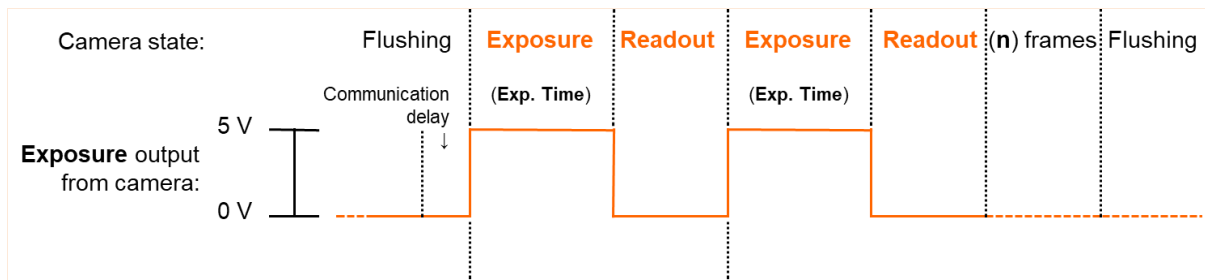 Camera state:
Flushing
Exposure
Readout
Exposure
Readout
(n) frames
Flushing
(Exp. Time)
(Exp. Time)
Communication
delay
↓
5 V
Exposure output
from camera:
0 V